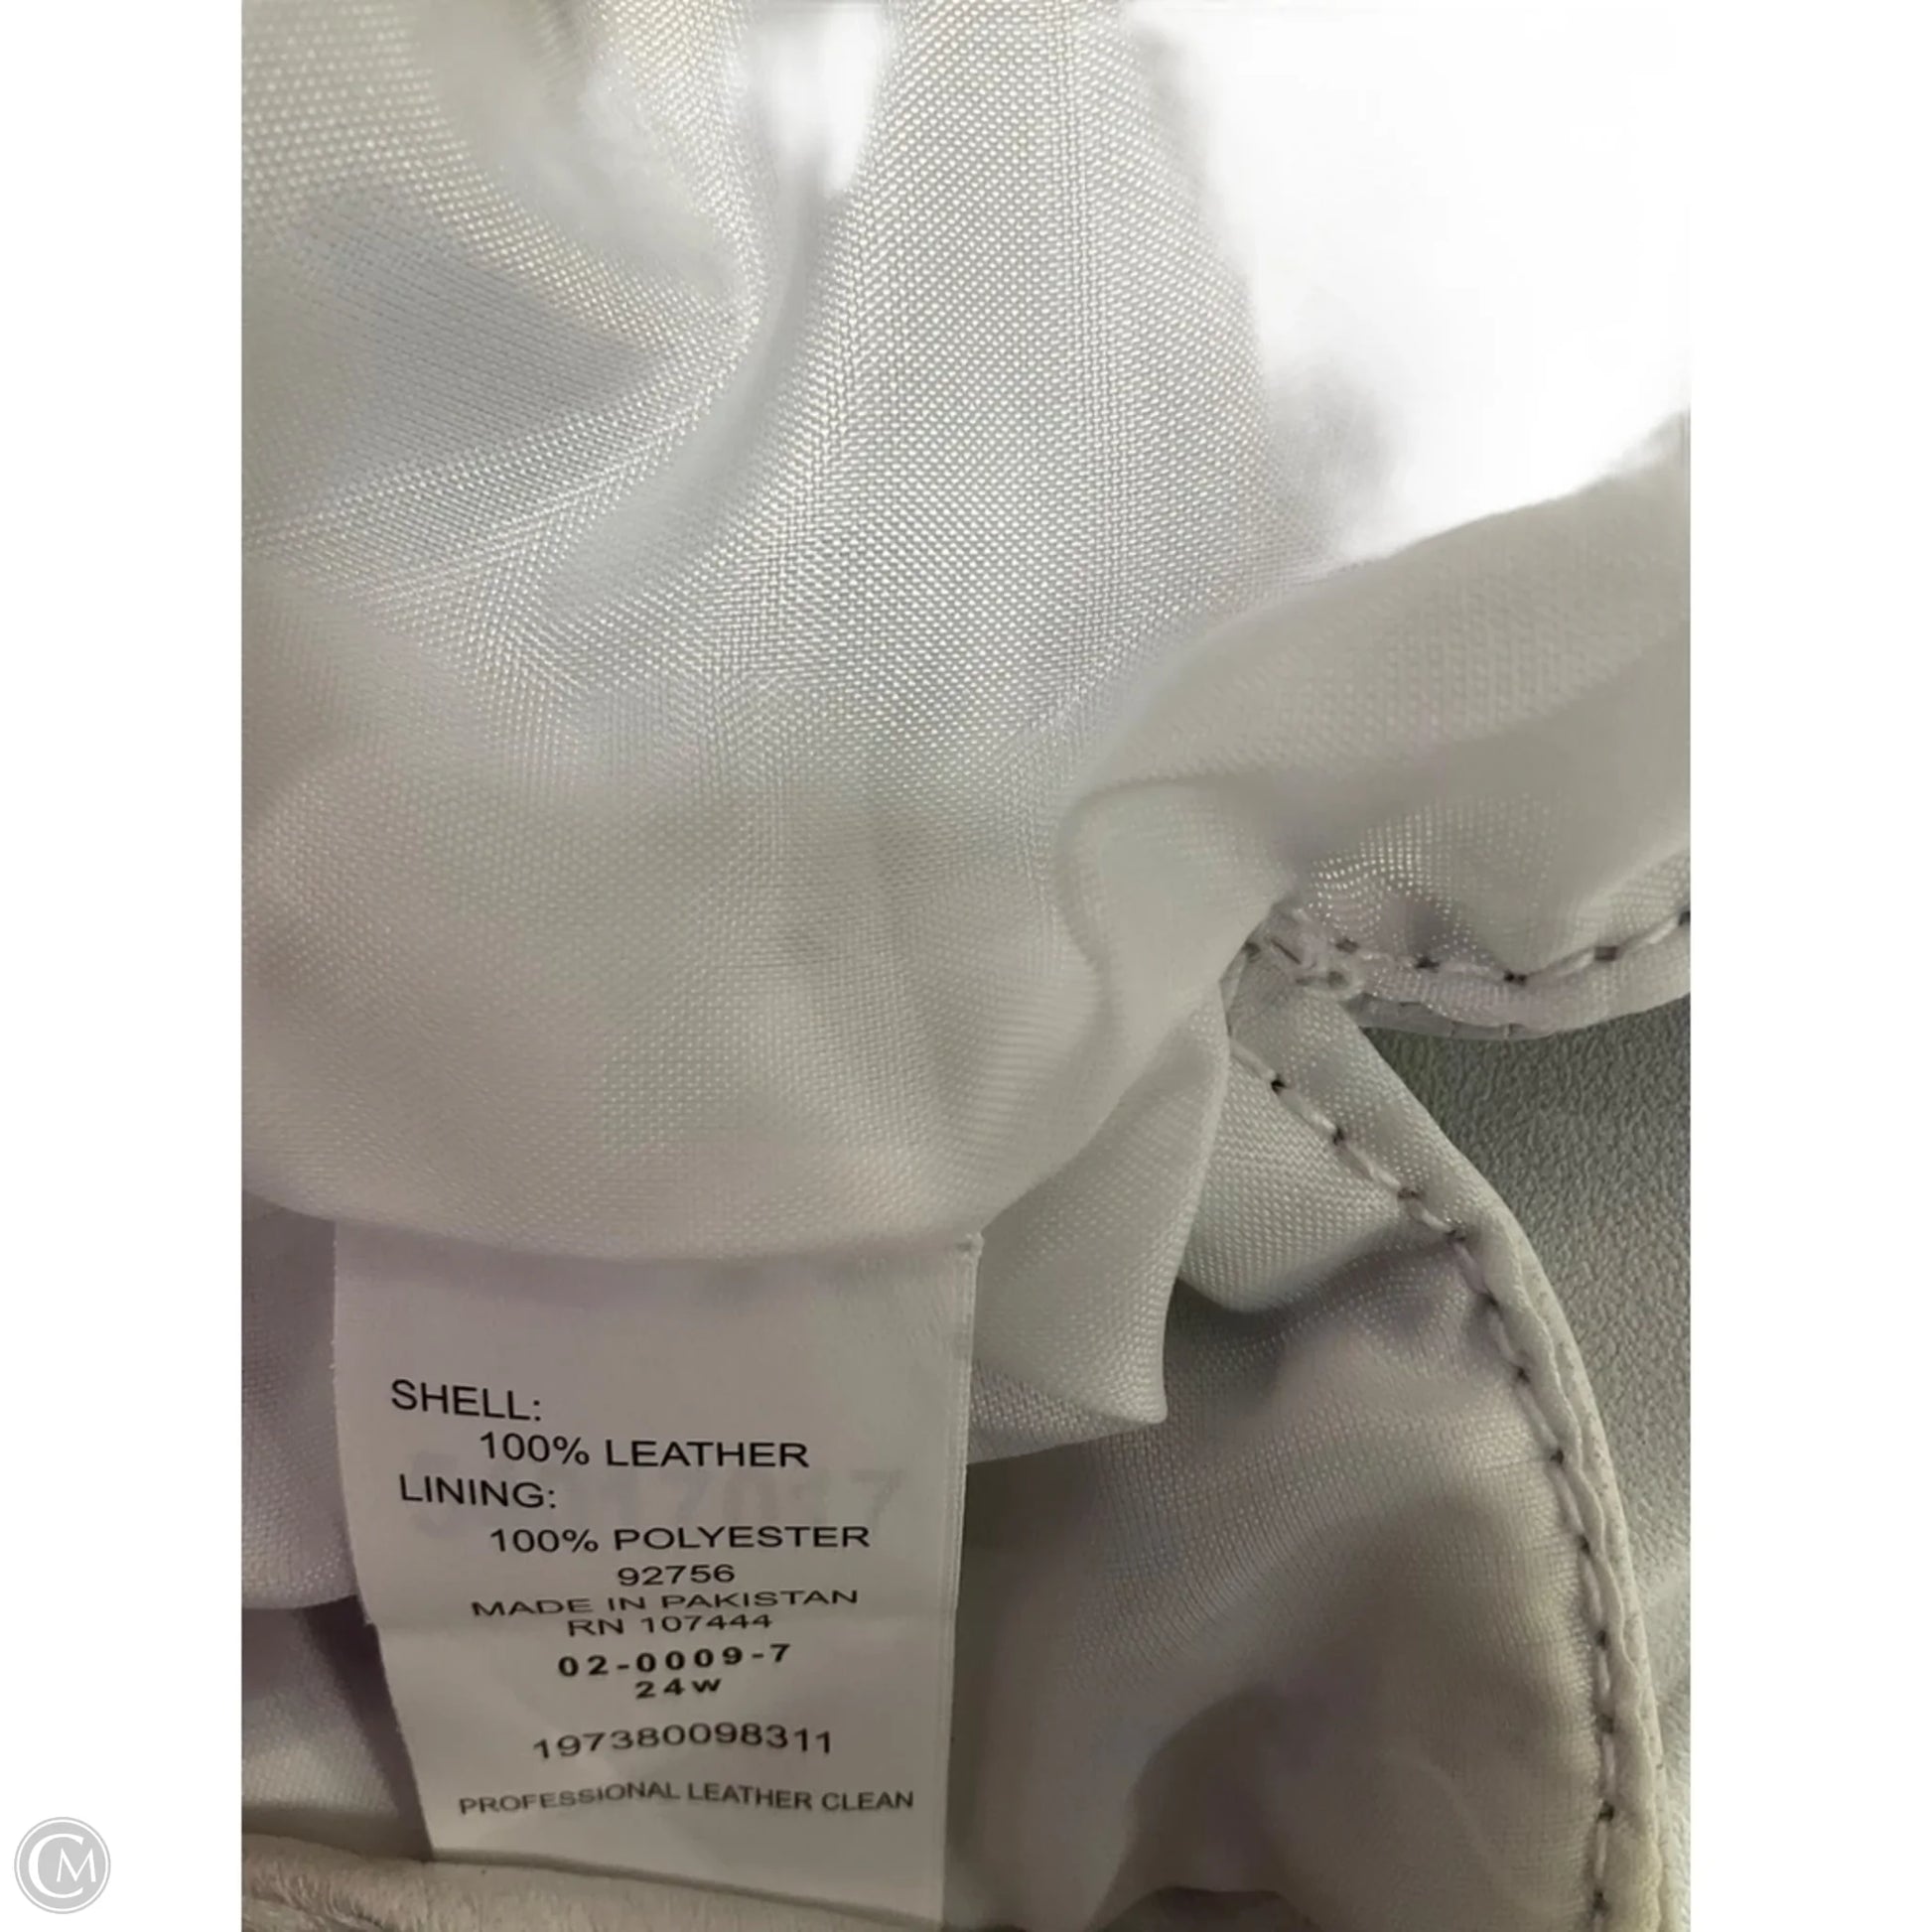 SHELL:
100% LEATHER
LINING:
100% POLYESTER
92756
MADE IN PAKISTAN
RN 107444
02-0009-7
24W
197380098311
PROFESSIONAL LEATHER CLEAN
CM